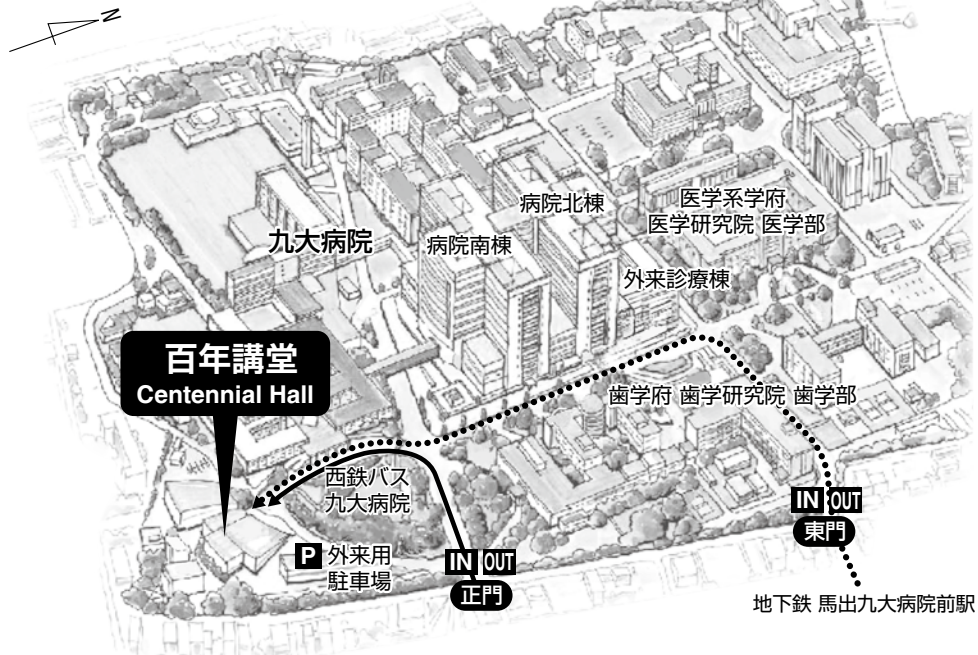 N
病院北棟
医学系学府
医学研究院 医学部
九大病院
病院南棟
外来診療棟
百年講堂
Centennial Hall
歯学府 歯学研究院 歯学部
西鉄バス
九大病院
IN OUT
東門
P 外来用
駐車場
IN OUT
正門
地下鉄 馬出九大病院前駅